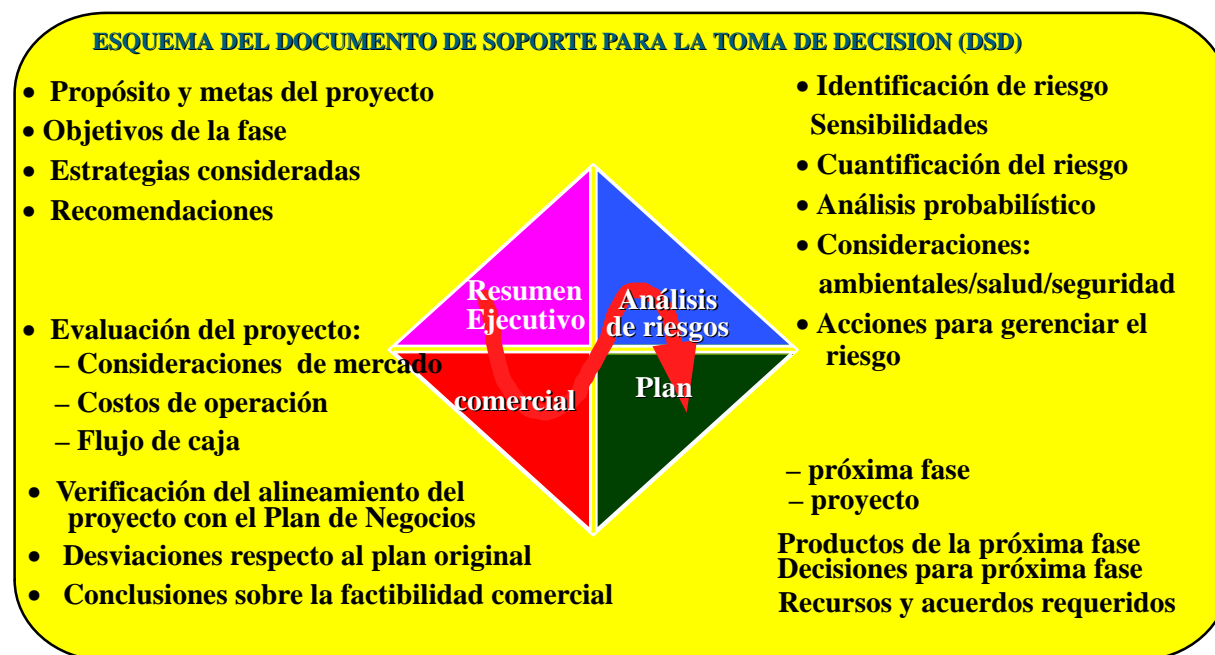 ESQUEMA DEL DOCUMENTO DE SOPORTE PARA LA TOMA DE DECISION (DSD)
• Propósito y metas del proyecto
• Objetivos de la fase
• Estrategias consideradas
• Recomendaciones
• Evaluación del proyecto:
– Consideraciones de mercado
– Costos de operación
– Flujo de caja
• Verificación del alineamiento del
proyecto con el Plan de Negocios
• Desviaciones respecto al plan original
• Conclusiones sobre la factibilidad comercial
Resumen
Ejecutivo
comercial
Análisis
de riesgos
Plan
• Identificación de riesgo
Sensibilidades
• Cuantificación del riesgo
• Análisis probabilístico
• Consideraciones:
ambientales/salud/seguridad
• Acciones para gerenciar el
riesgo
– próxima fase
– proyecto
Productos de la próxima fase
Decisiones para próxima fase
Recursos y acuerdos requeridos